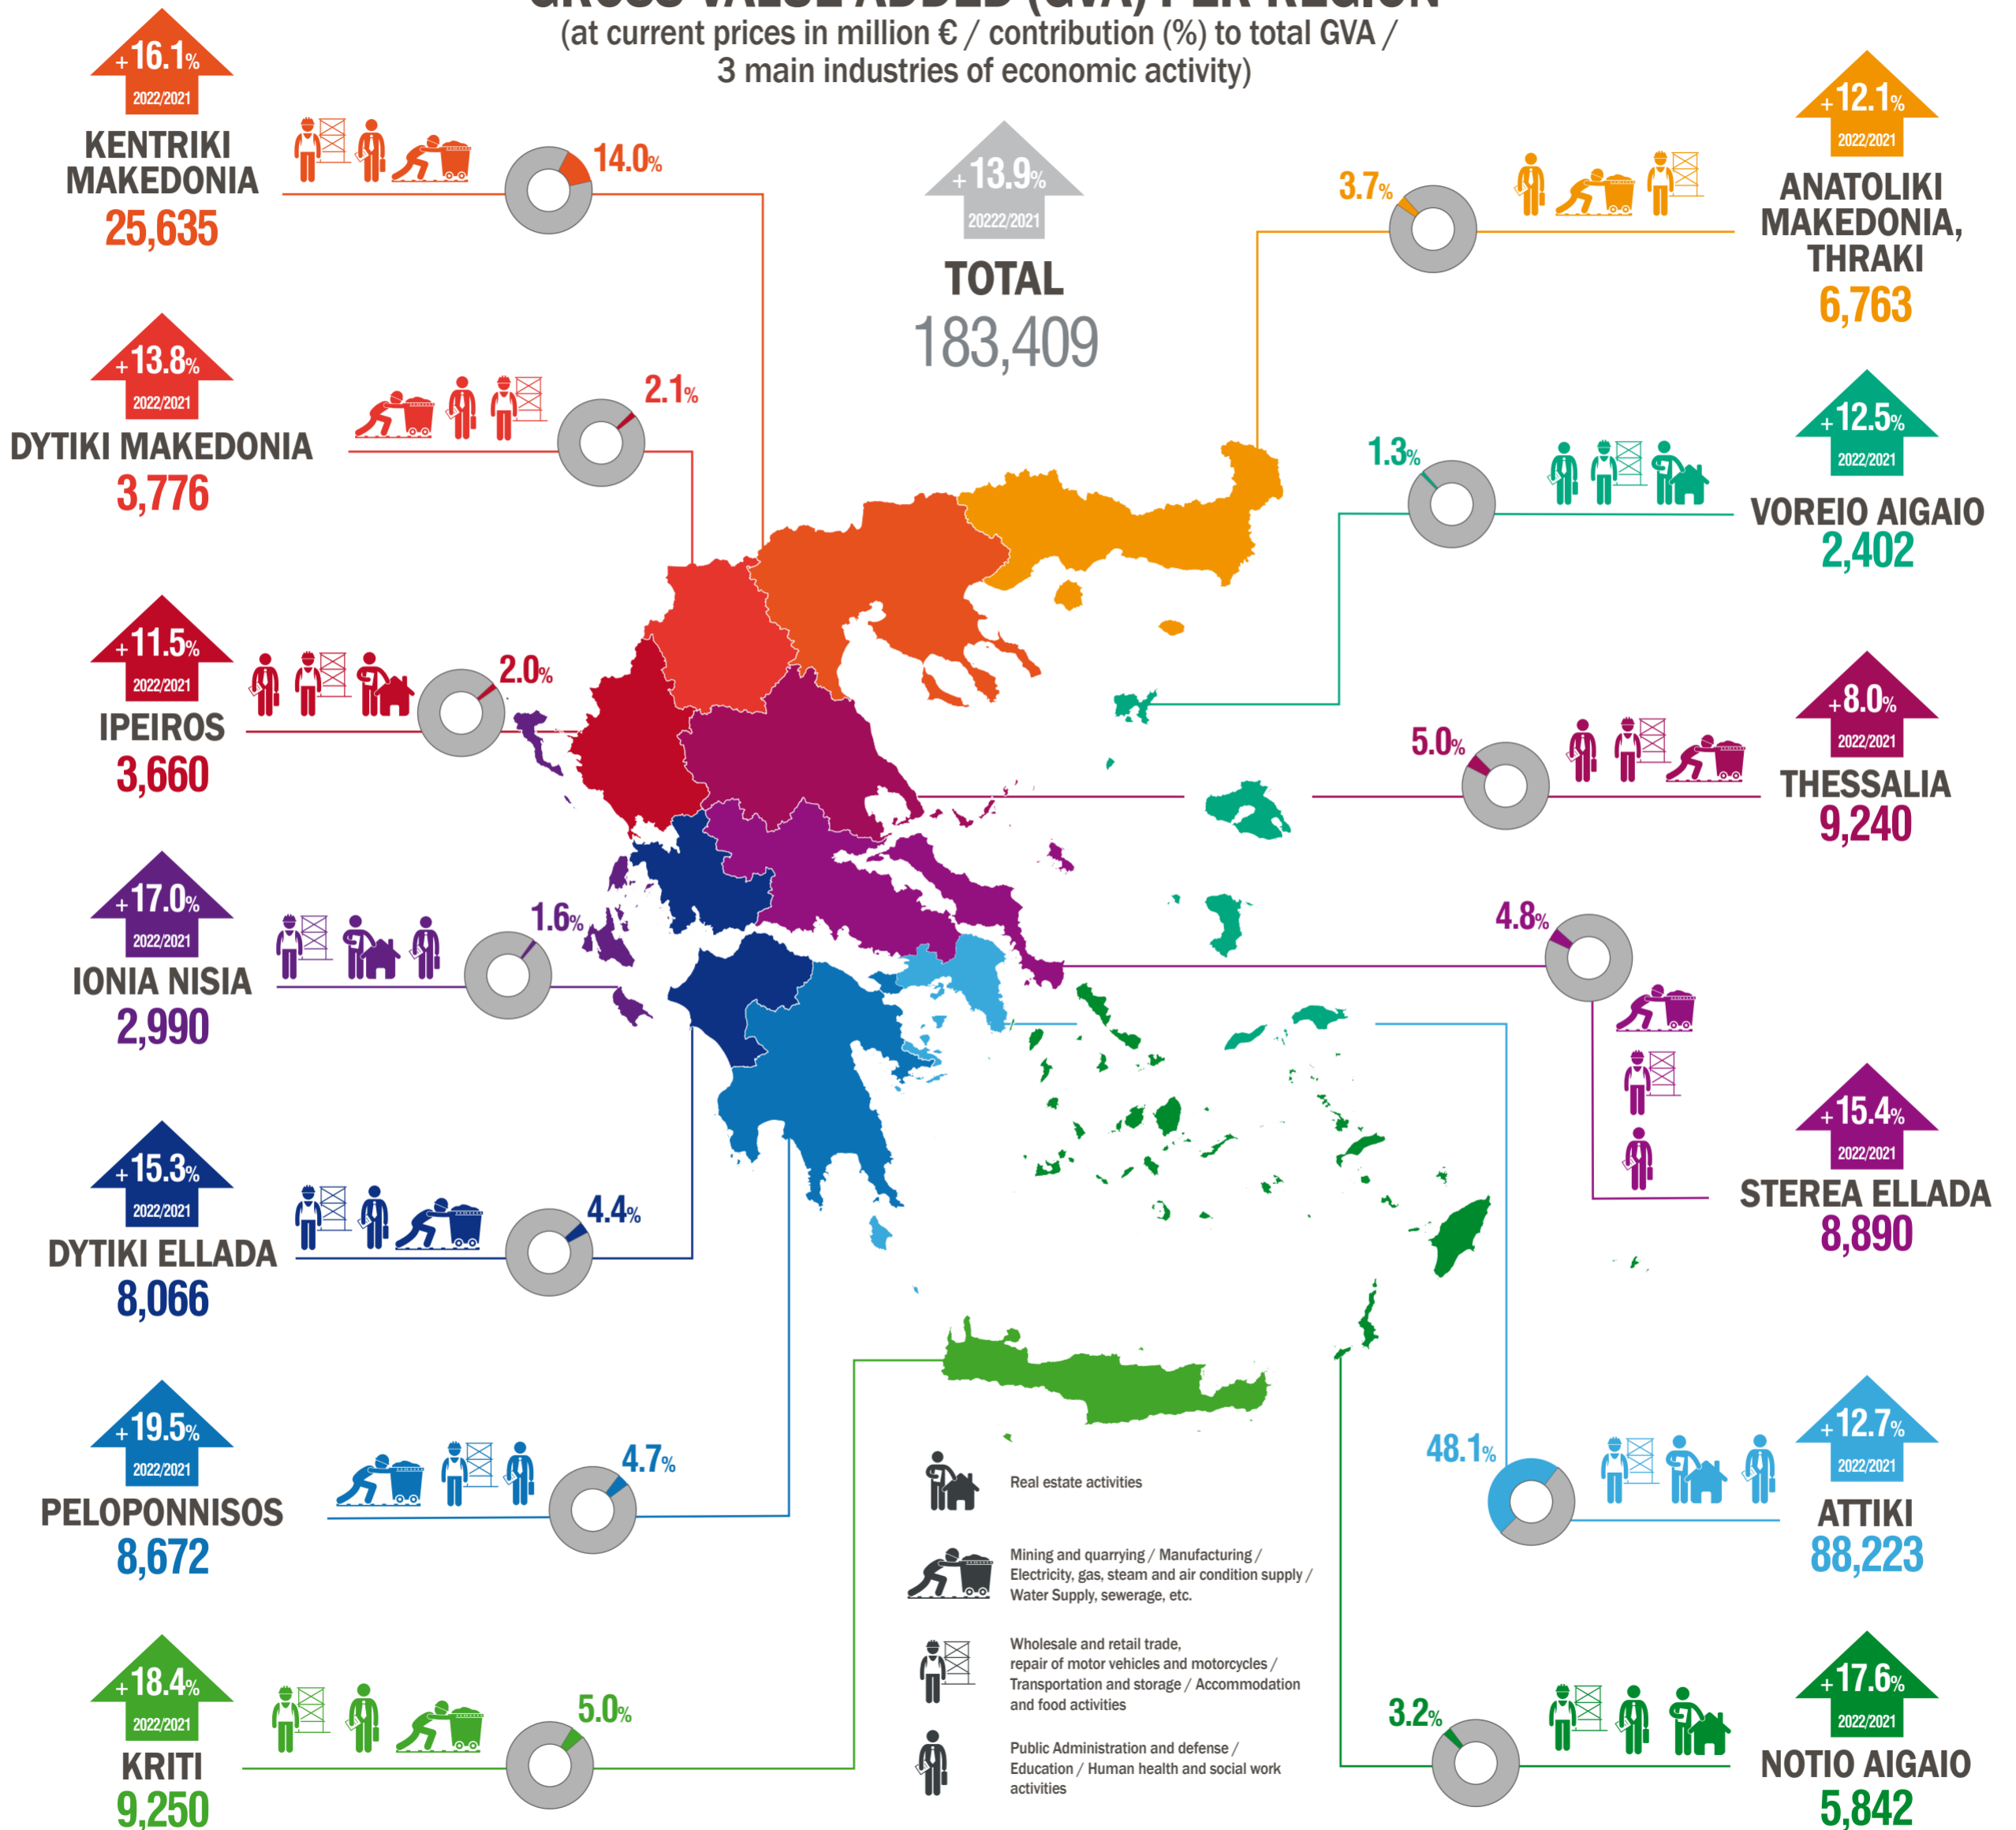 GROSS VALUE ADDED (GVA) PER REGION
(at current prices in million € / contribution (%) to total GVA /
3 main industries of economic activity)
+13.9%
20222/2021
TOTAL
183,409
+16.1%
2022/2021
KENTRIKI
MAKEDONIA
25,635
14.0%
+13.8%
2022/2021
DYTIKI MAKEDONIA
3,776
2.1%
+11.5%
2022/2021
IPEIROS
3,660
2.0%
+17.0%
2022/2021
IONIA NISIA
2,990
1.6%
+15.3%
2022/2021
DYTIKI ELLADA
8,066
4.4%
+19.5%
2022/2021
PELOPONNISOS
8,672
4.7%
+18.4%
2022/2021
KRITI
9,250
5.0%
+12.1%
2022/2021
ANATOLIKI
MAKEDONIA,
THRAKI
6,763
3.7%
+12.5%
2022/2021
VOREIO AIGAIO
2,402
1.3%
+8.0%
2022/2021
THESSALIA
9,240
5.0%
+15.4%
2022/2021
STEREA ELLADA
8,890
4.8%
+12.7%
2022/2021
ATTIKI
88,223
48.1%
+17.6%
2022/2021
NOTIO AIGAIO
5,842
3.2%
Real estate activities
Mining and quarrying / Manufacturing /
Electricity, gas, steam and air condition supply /
Water Supply, sewerage, etc.
Wholesale and retail trade,
repair of motor vehicles and motorcycles /
Transportation and storage / Accommodation
and food activities
Public Administration and defense /
Education / Human health and social work
activities